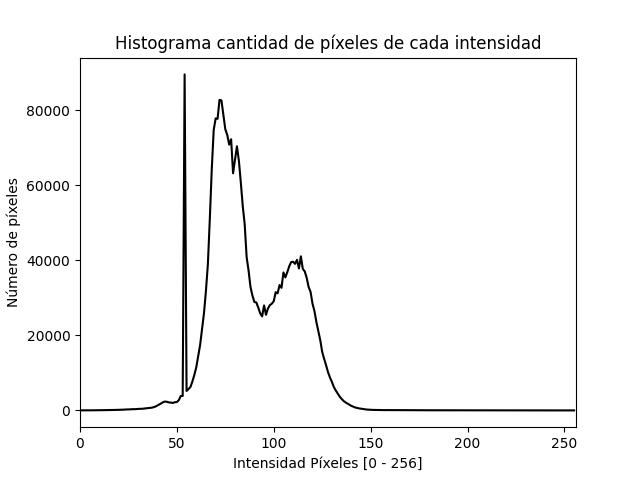 Histograma cantidad de píxeles de cada intensidad
Número de píxeles
80000
60000
40000
20000
0
0 50 100 150 200 250
Intensidad Píxeles [0 - 256]